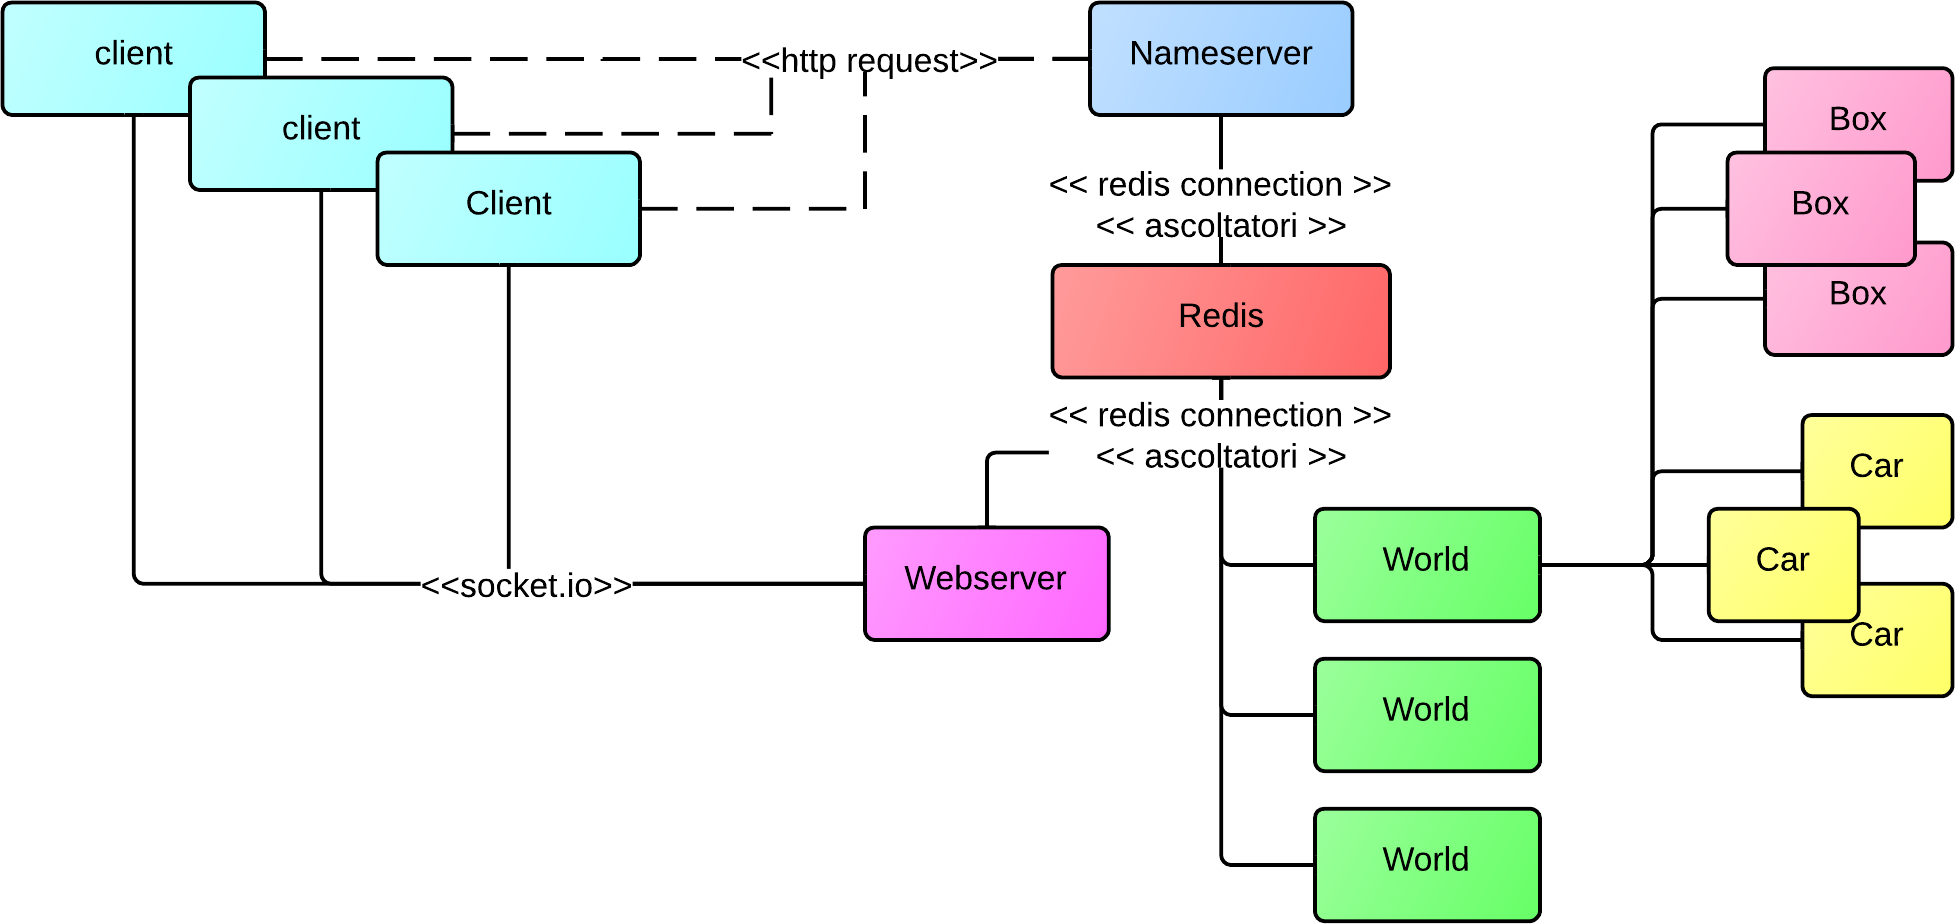 client
client
Client
<<http request>>
Nameserver
<< redis connection >>
<< ascoltatori >>
Redis
<< redis connection >>
<< ascoltatori >>
<<socket.io>>
Webserver
World
World
World
Box
Box
Box
Car
Car
Car